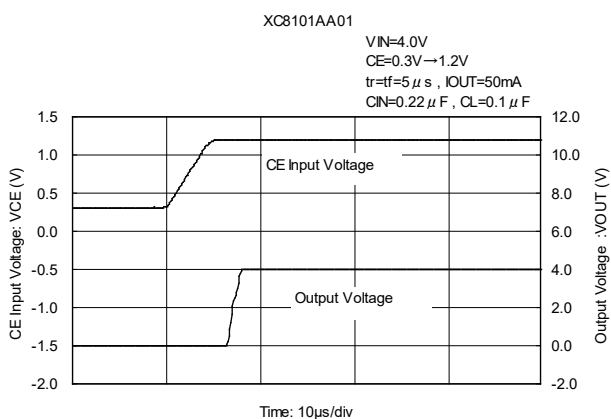 XC8101AA01
VIN=4.0V
CE=0.3V→1.2V
tr=tf=5μs , IOUT=50mA
CIN=0.22μF , CL=0.1μF
1.5
1.0
0.5
0.0
-0.5
-1.0
-1.5
-2.0
CE Input Voltage: VCE (V)
CE Input Voltage
Output Voltage
12.0
10.0
8.0
6.0
4.0
2.0
0.0
-2.0
Output Voltage :VOUT (V)
Time: 10μs/div